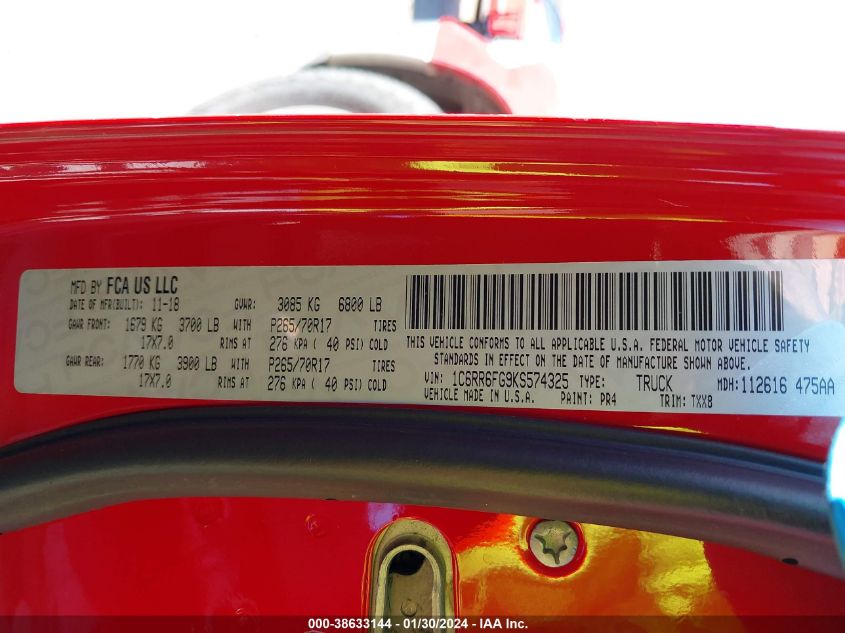 MFD BY FCA US LLC
DATE OF MFR(BUILT): 11-18 GVWR: 3085 KG 6800 LB
GAWR FRONT: 1679 KG 3700 LB WITH P265/70R17 TIRES
17X7.0 RIMS AT 276 KPA ( 40 PSI) COLD
GAWR REAR: 1770 KG 3900 LB WITH P265/70R17 TIRES
17X7.0 RIMS AT 276 KPA ( 40 PSI) COLD
THIS VEHICLE CONFORMS TO ALL APPLICABLE U.S.A. FEDERAL MOTOR VEHICLE SAFETY
STANDARDS IN EFFECT ON THE DATE OF MANUFACTURE SHOWN ABOVE.
VIN: 1C6RR6FG9KS574325 TYPE: TRUCK MDH: 112616 475AA
VEHICLE MADE IN U.S.A. PAINT: PR4 TRIM: TXX8
000-38633144 - 01/30/2024 - IAA Inc.